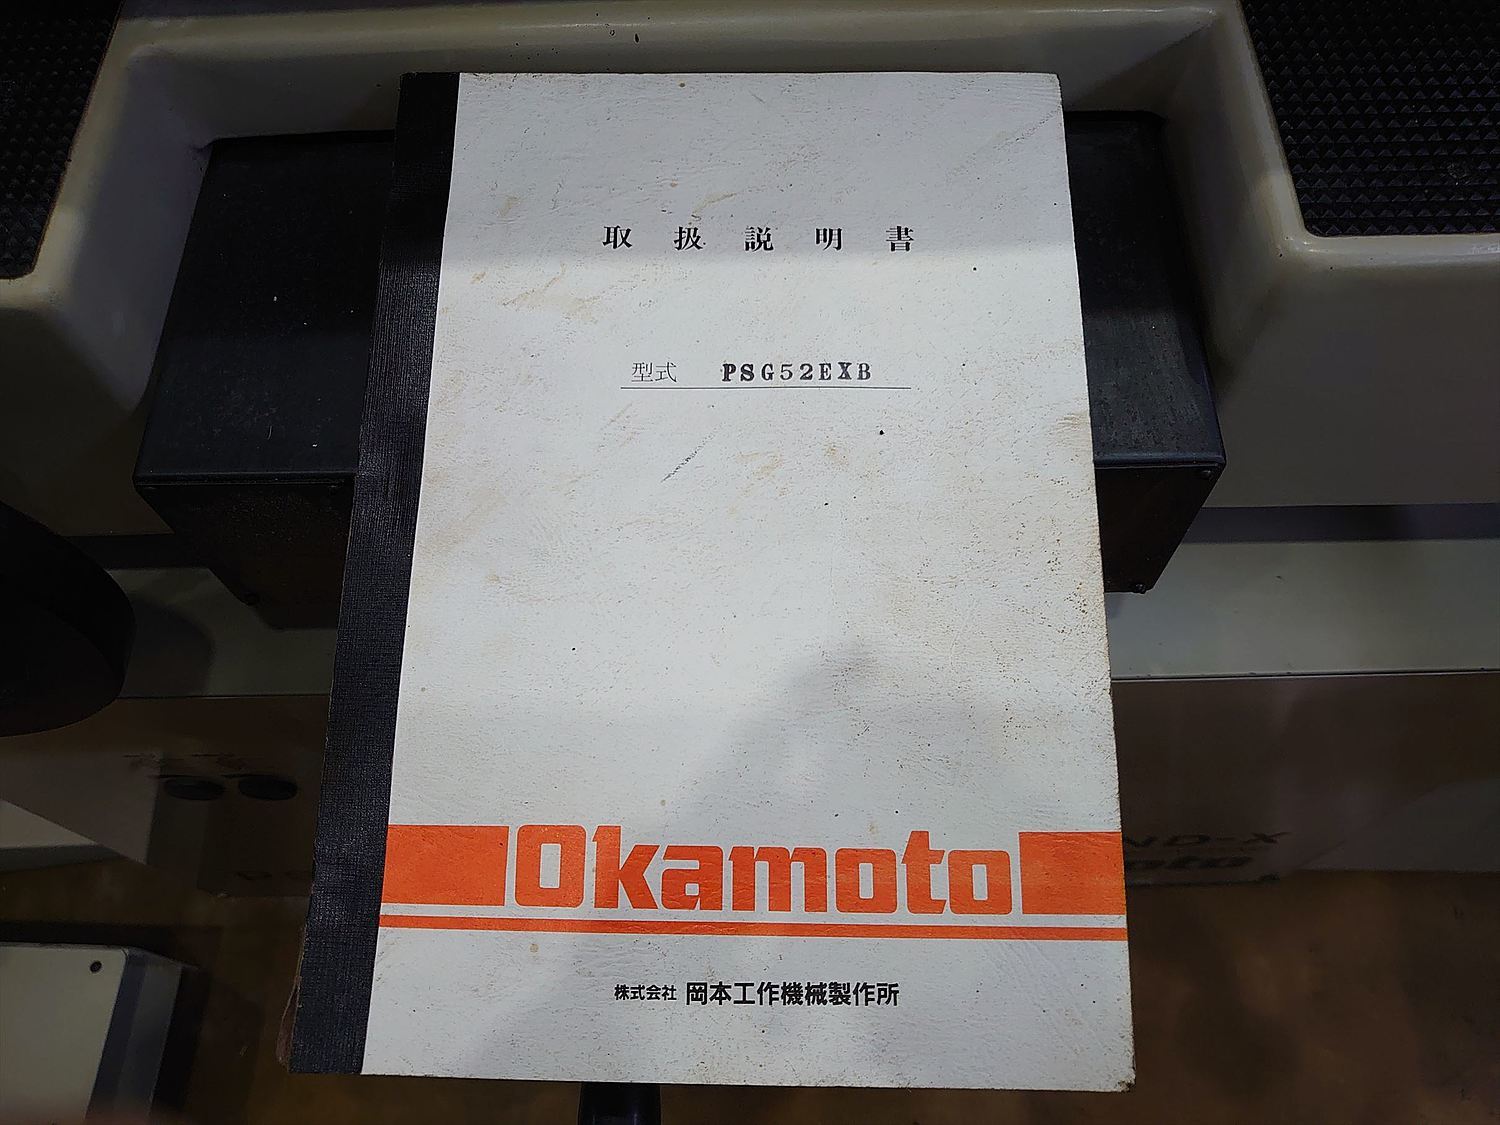 取扱説明書
型式 PSG52EXB
Okamoto
株式会社 岡本工作機械製作所